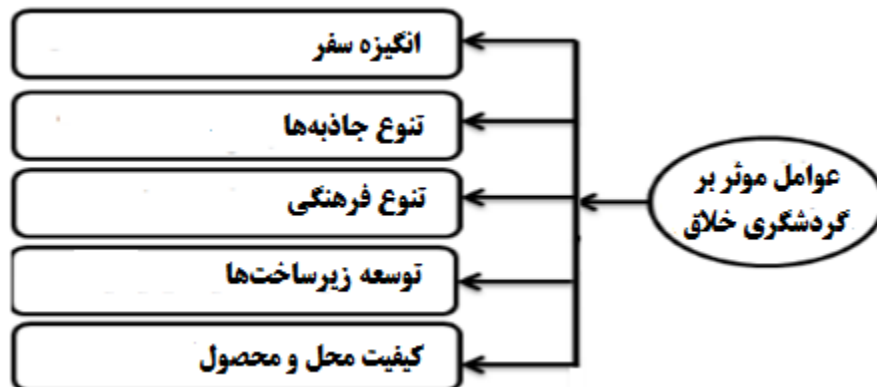 عوامل موثر بر
گردشگری خلاق
انگیزه سفر
تنوع جاذبه‌ها
تنوع فرهنگی
توسعه زیرساخت‌ها
کیفیت محل و محصول